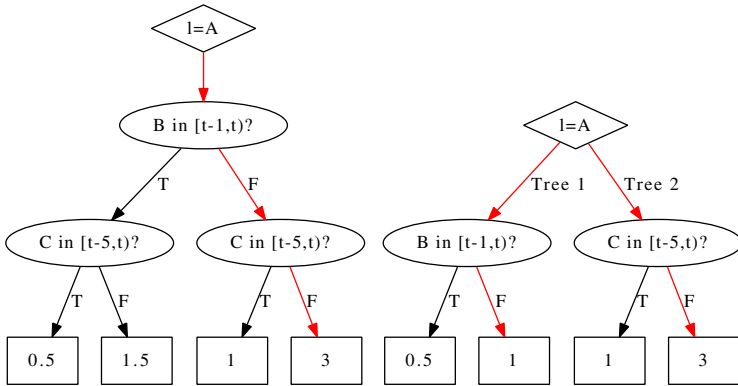 l=A
B in [t-1,t)?
T
F
C in [t-5,t)?
C in [t-5,t)?
T
F
T
F
0.5
1.5
1
3
l=A
Tree 1
Tree 2
B in [t-1,t)?
C in [t-5,t)?
T
F
T
F
0.5
1
1
3